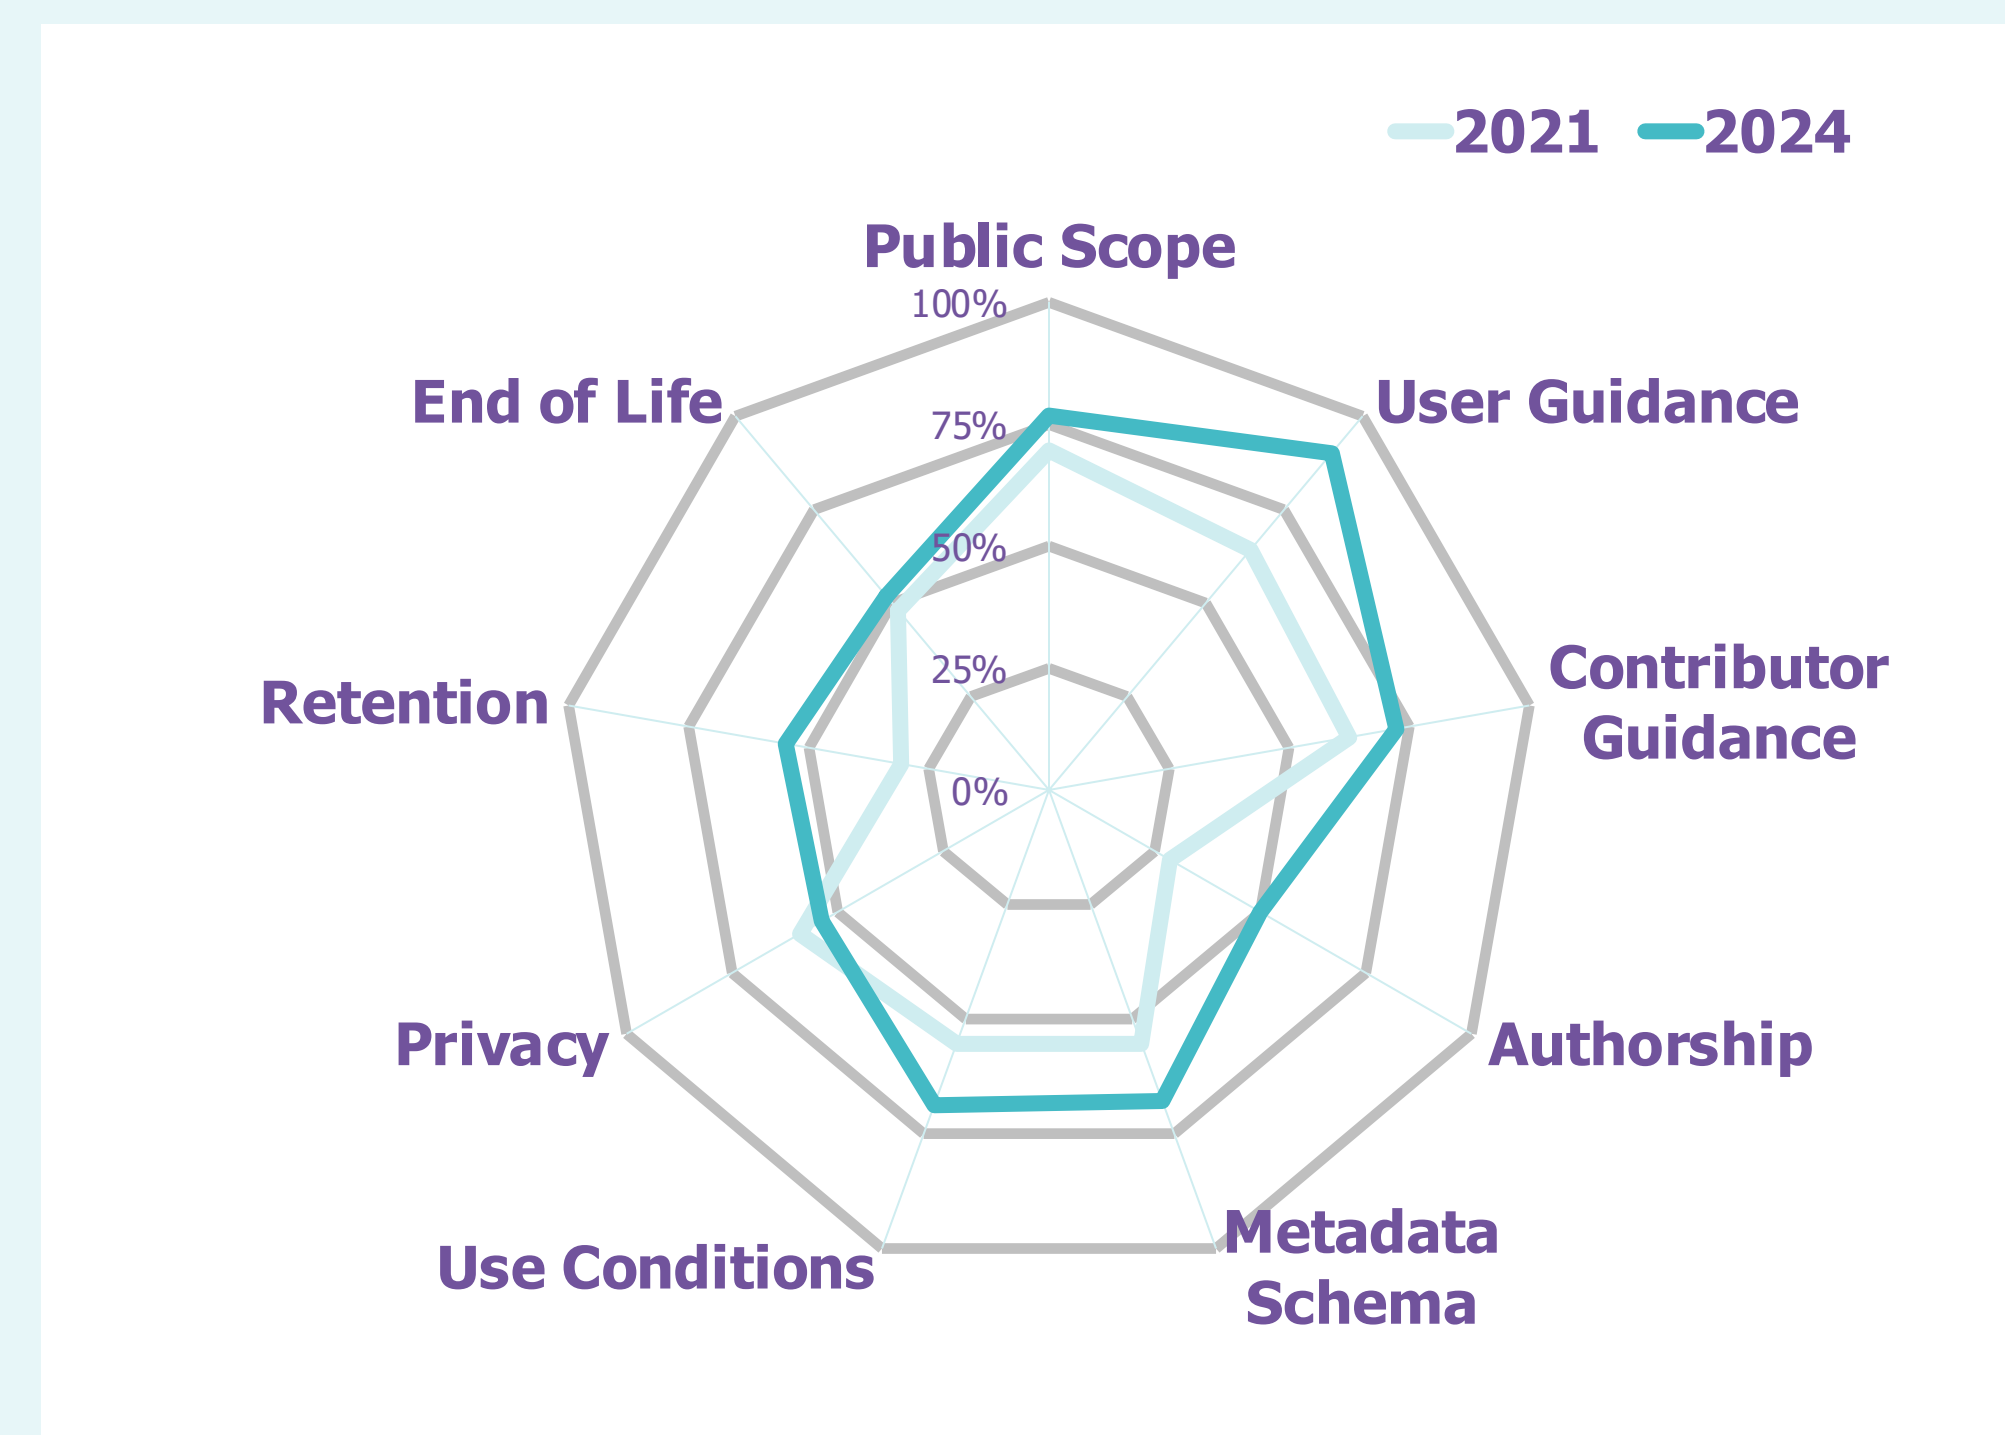 2021
2024
Public Scope
100%
End of Life
User Guidance
75%
50%
Contributor
Guidance
25%
Retention
0%
Privacy
Authorship
Metadata
Schema
Use Conditions